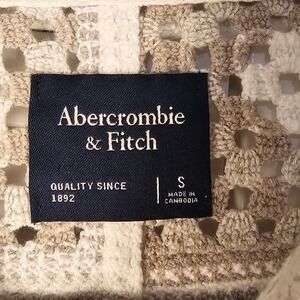 Abercrombie
& Fitch
QUALITY SINCE
1892
S
MADE IN
CAMBODIA